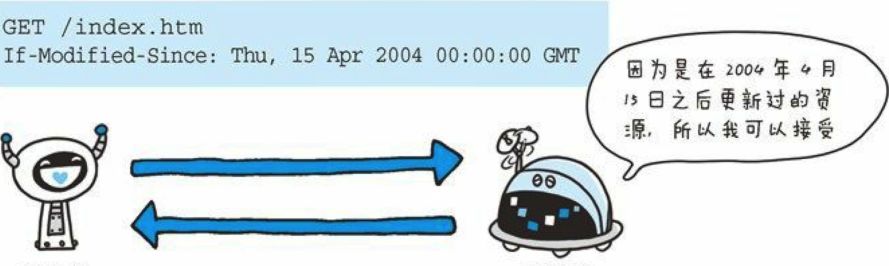 GET /index.htm
If-Modified-Since: Thu, 15 Apr 2004 00:00:00 GMT
因为是在 2004 年 4 月
15 日之后更新过的资
源，所以我可以接受